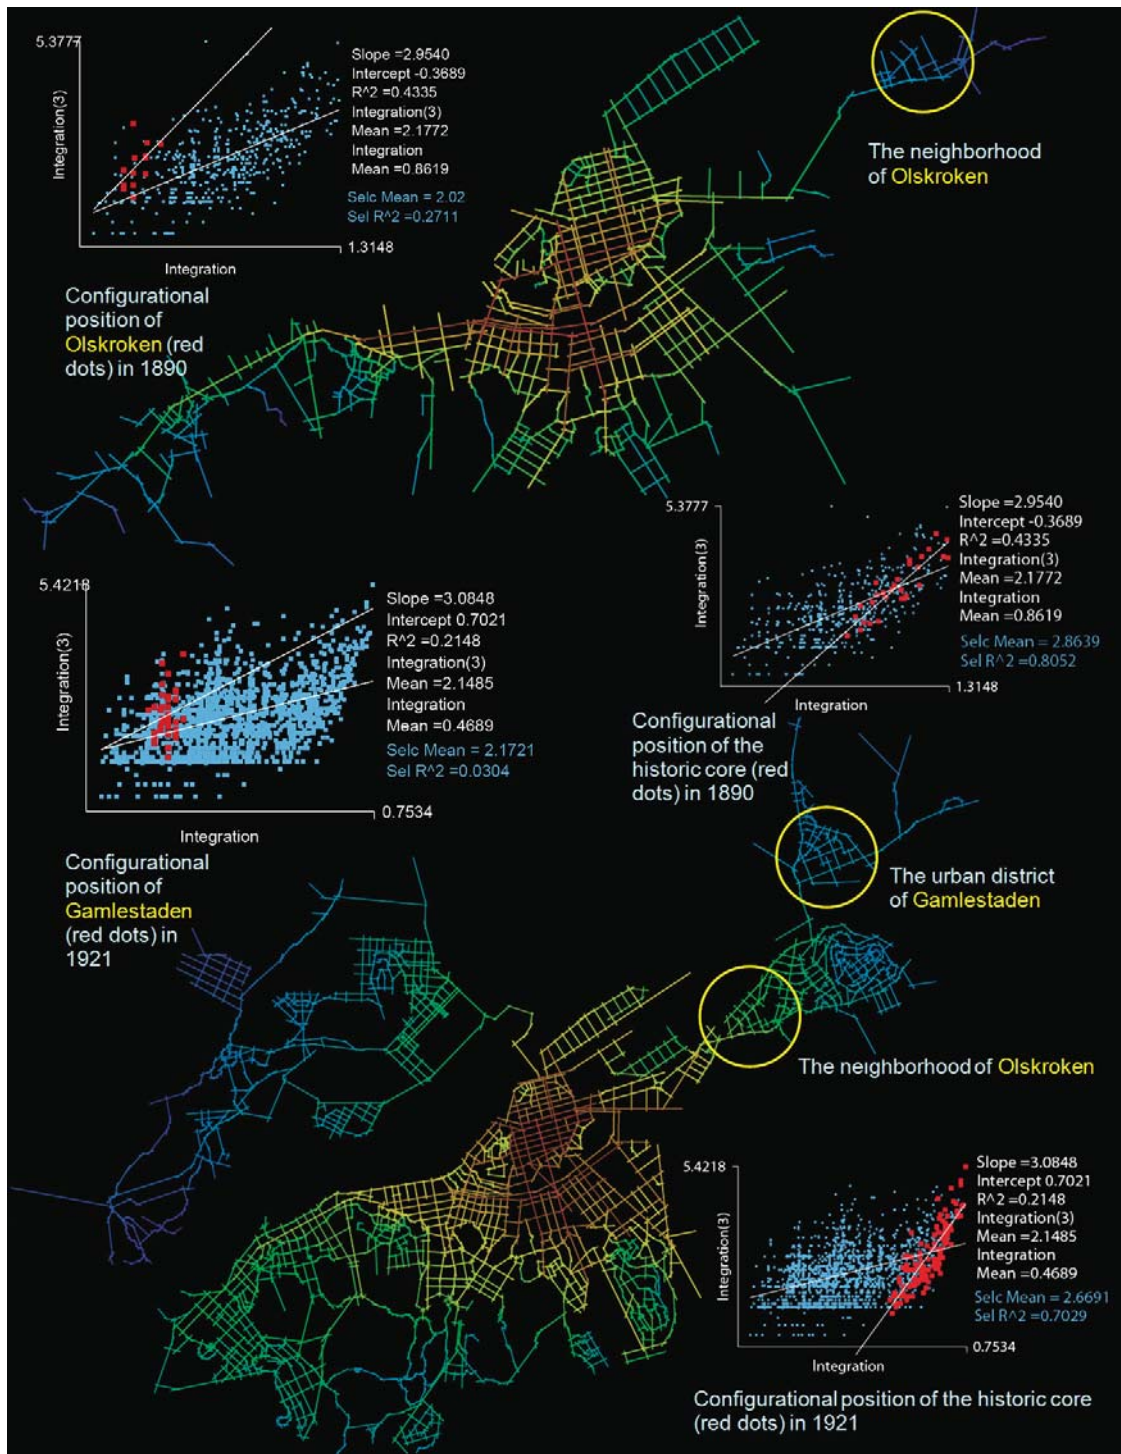 5.3777
Integration(3)
Slope =2.9540
Intercept -0.3689
R^2 =0.4335
Integration(3)
Mean =2.1772
Integration
Mean =0.8619
Selc Mean = 2.02
Sel R^2 =0.2711
1.3148
Integration
Configurational
position of
Olskroken (red
dots) in 1890
The neighborhood
of Olskroken
5.3777
Integration(3)
Slope =2.9540
Intercept -0.3689
R^2 =0.4335
Integration(3)
Mean =2.1772
Integration
Mean =0.8619
Selc Mean = 2.8639
Sel R^2 =0.8052
1.3148
Integration
Configurational
position of the
historic core (red
dots) in 1890
5.4218
Integration(3)
Slope =3.0848
Intercept 0.7021
R^2 =0.2148
Integration(3)
Mean =2.1485
Integration
Mean =0.4689
Selc Mean = 2.1721
Sel R^2 =0.0304
0.7534
Integration
Configurational
position of
Gamlestaden
(red dots) in
1921
The urban district
of Gamlestaden
The neighborhood of Olskroken
5.4218
Integration(3)
Slope =3.0848
Intercept 0.7021
R^2 =0.2148
Integration(3)
Mean =2.1485
Integration
Mean =0.4689
Selc Mean = 2.6691
Sel R^2 =0.7029
0.7534
Integration
Configurational position of the historic core
(red dots) in 1921